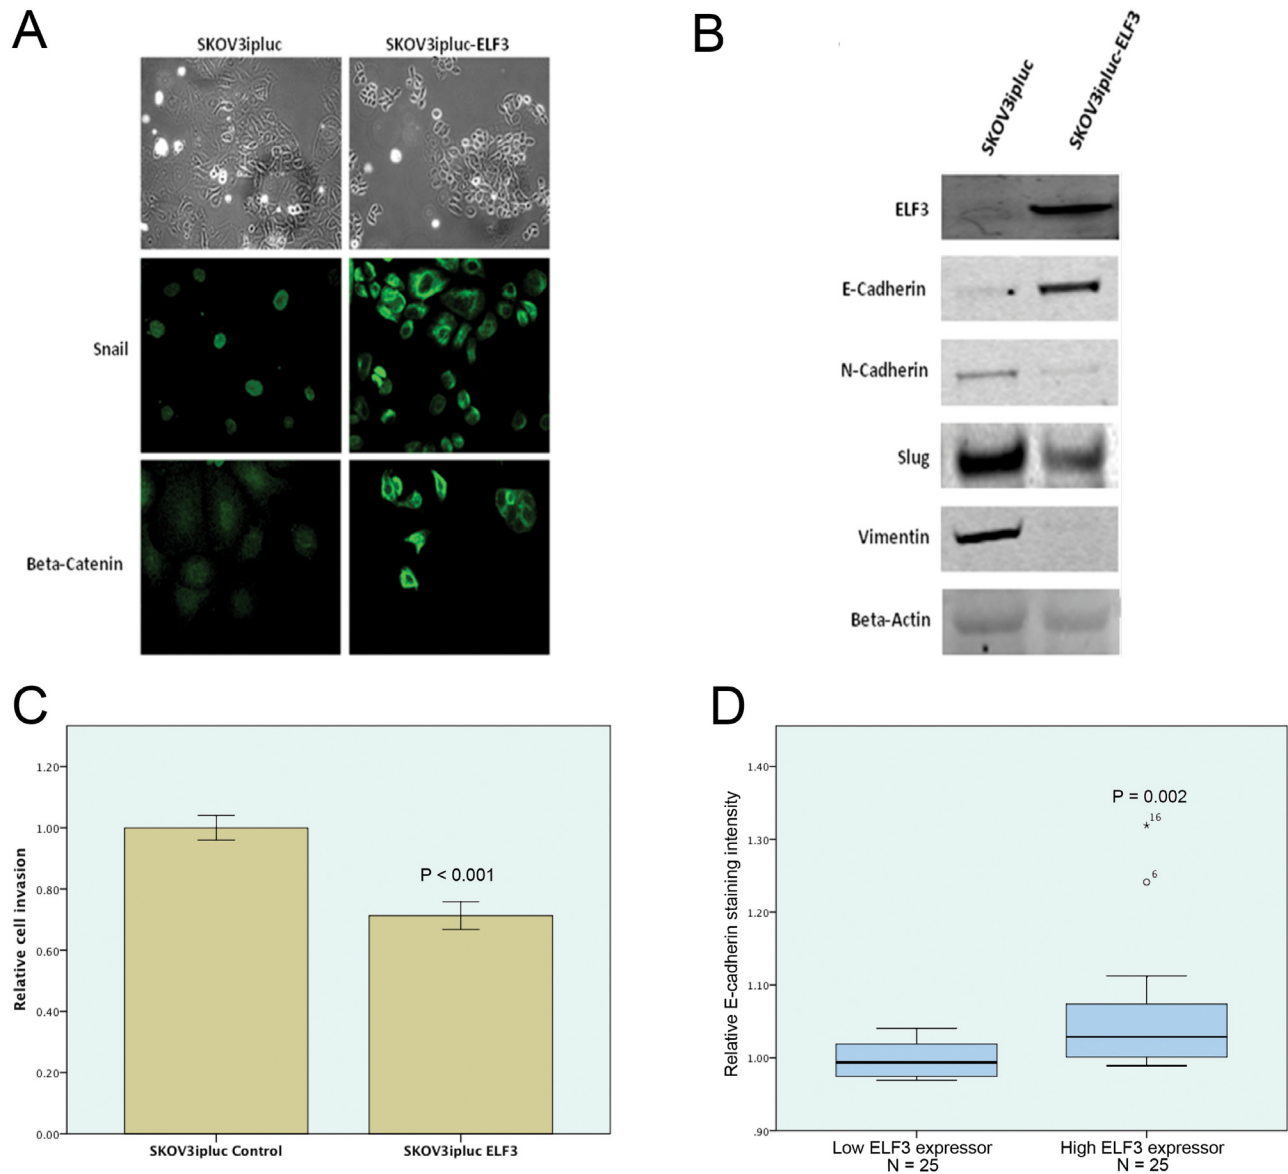 A
SKOV3ipluc
SKOV3ipluc-ELF3
Snail
Beta-Catenin
B
SKOV3ipluc
SKOV3ipluc-ELF3
ELF3
E-Cadherin
N-Cadherin
Slug
Vimentin
Beta-Actin
C
Relative cell invasion
1.20
1.00
0.80
0.60
0.40
0.20
0.00
P < 0.001
SKOV3ipluc Control
SKOV3ipluc ELF3
D
Relative E-cadherin staining intensity
1.40
1.30
1.20
1.10
1.00
.90
P = 0.002
16
6
Low ELF3 expressor
N = 25
High ELF3 expressor
N = 25